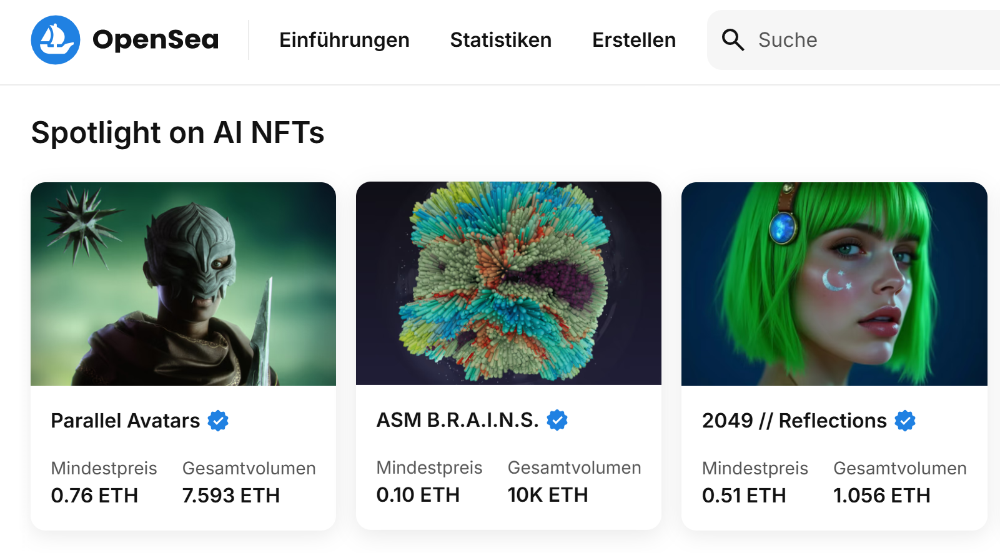 OpenSea
Einführungen
Statistiken
Erstellen
Suche
Spotlight on AI NFTs
Parallel Avatars
Mindestpreis Gesamtvolumen
0.76 ETH 7.593 ETH
ASM B.R.A.I.N.S.
Mindestpreis Gesamtvolumen
0.10 ETH 10K ETH
2049 // Reflections
Mindestpreis Gesamtvolumen
0.51 ETH 1.056 ETH